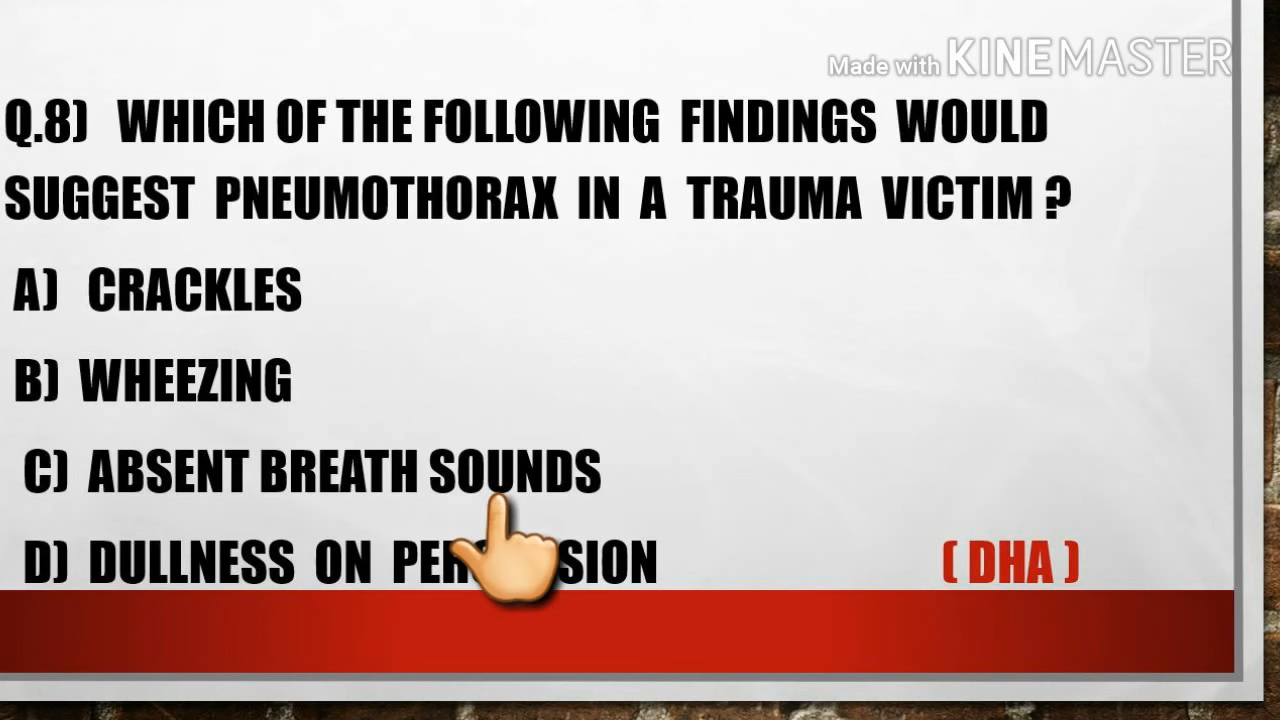 Made with KINEMASTER
Q.8) WHICH OF THE FOLLOWING FINDINGS WOULD
SUGGEST PNEUMOTHORAX IN A TRAUMA VICTIM ?
A) CRACKLES
B) WHEEZING
C) ABSENT BREATH SOUNDS
D) DULLNESS ON ( DHA )